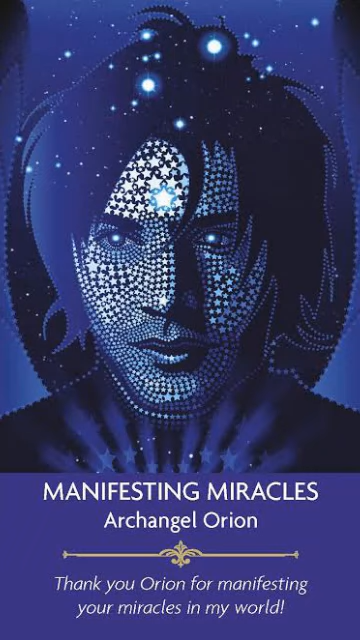 MANIFESTING MIRACLES
Archangel Orion
Thank you Orion for manifesting
your miracles in my world!